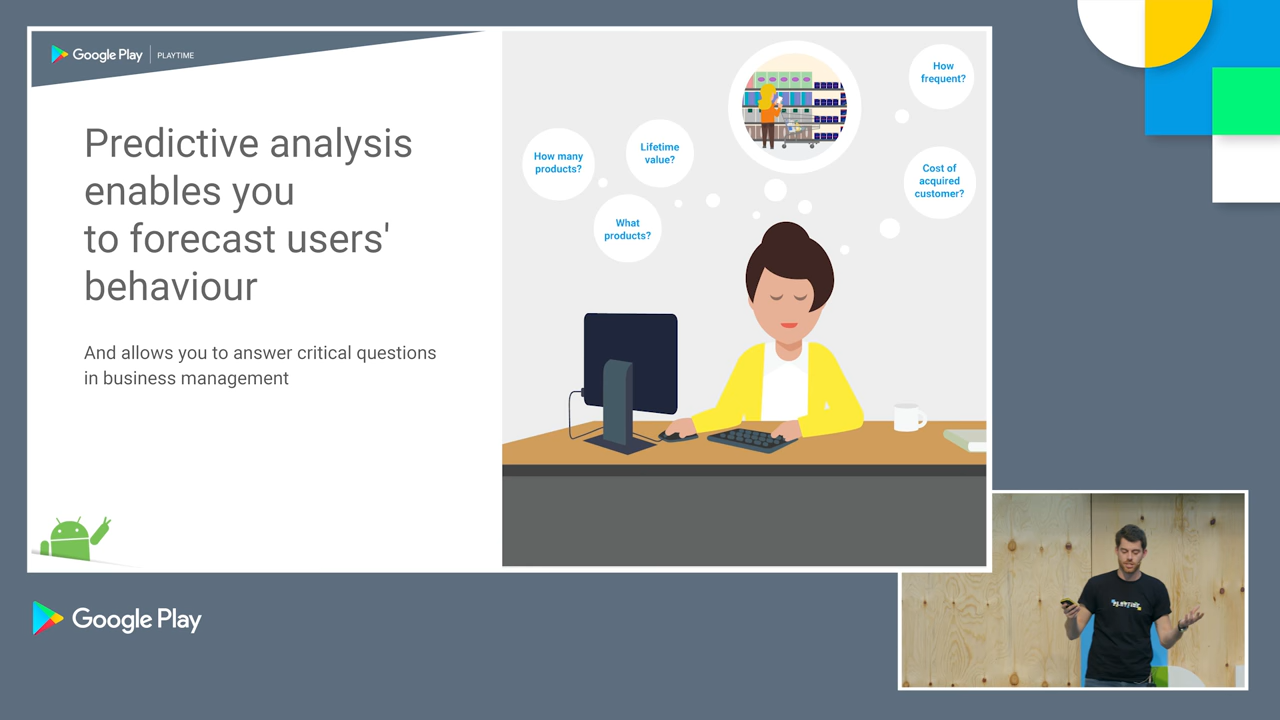 Google Play | PLAYTIME
Predictive analysis
enables you
to forecast users'
behaviour
And allows you to answer critical questions
in business management
How many
products?
Lifetime
value?
What
products?
How
frequent?
Cost of
acquired
customer?
Google Play